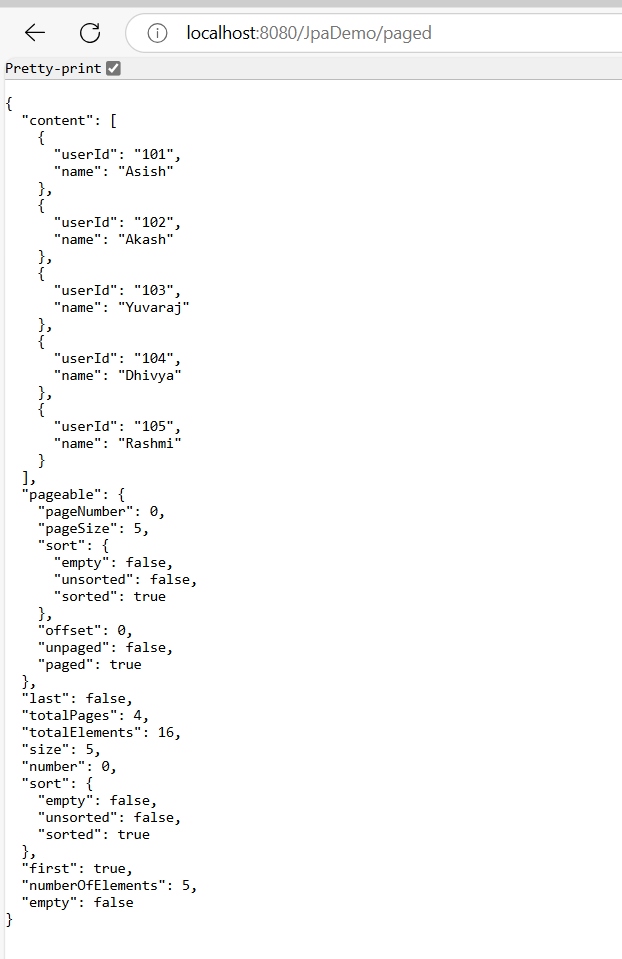 localhost:8080/JpaDemo/paged
Pretty-print
{
  "content": [
    {
      "userId": "101",
      "name": "Asish"
    },
    {
      "userId": "102",
      "name": "Akash"
    },
    {
      "userId": "103",
      "name": "Yuvaraj"
    },
    {
      "userId": "104",
      "name": "Dhivya"
    },
    {
      "userId": "105",
      "name": "Rashmi"
    }
  ],
  "pageable": {
    "pageNumber": 0,
    "pageSize": 5,
    "sort": {
      "empty": false,
      "unsorted": false,
      "sorted": true
    },
    "offset": 0,
    "unpaged": false,
    "paged": true
  },
  "last": false,
  "totalPages": 4,
  "totalElements": 16,
  "size": 5,
  "number": 0,
  "sort": {
    "empty": false,
    "unsorted": false,
    "sorted": true
  },
  "first": true,
  "numberOfElements": 5,
  "empty": false
}